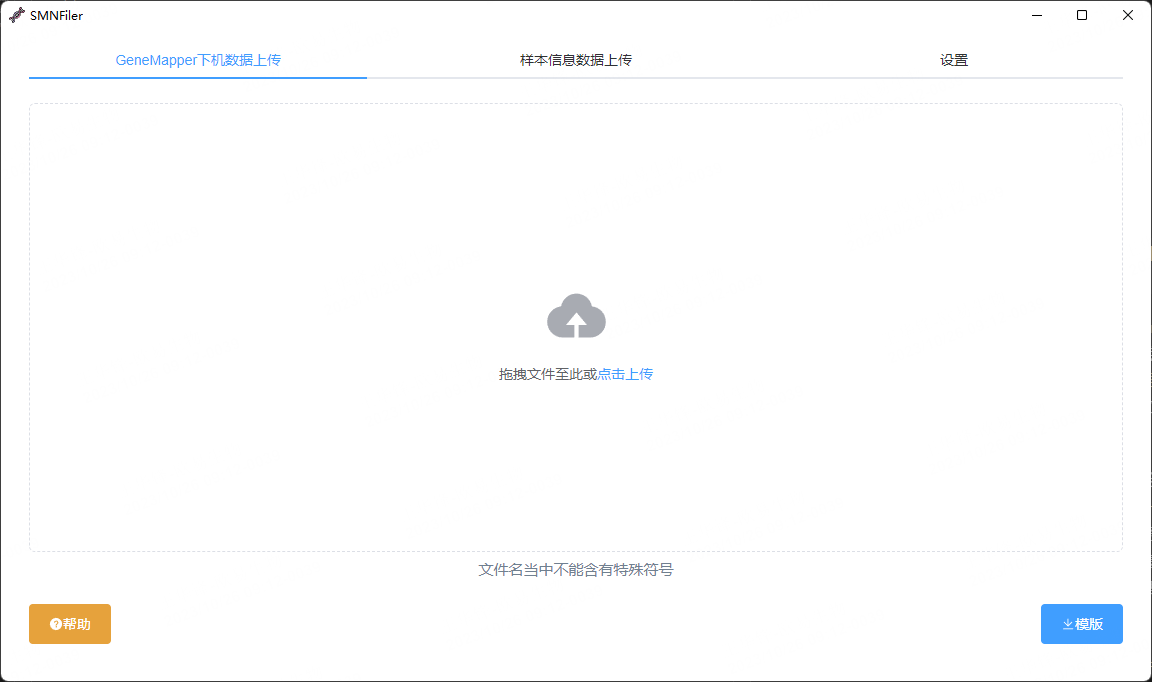 SMNFiler
GeneMapper下机数据上传
样本信息数据上传
设置
拖拽文件至此或点击上传
文件名当中不能含有特殊符号
帮助
模版